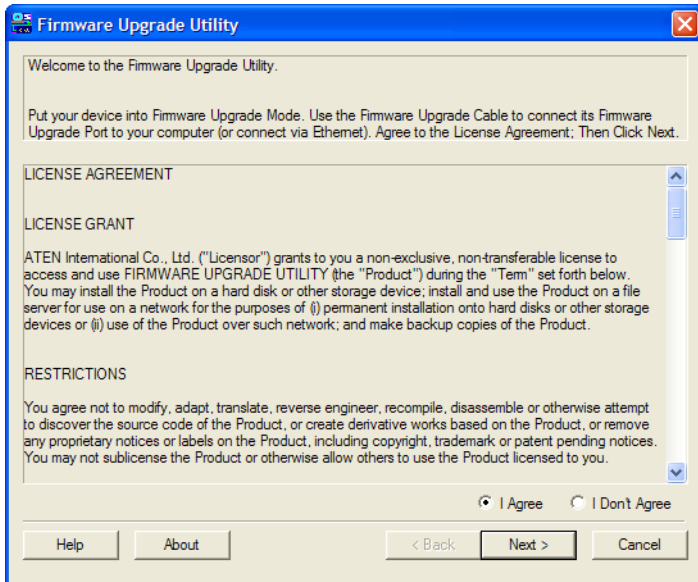 Firmware Upgrade Utility
Welcome to the Firmware Upgrade Utility.
Put your device into Firmware Upgrade Mode. Use the Firmware Upgrade Cable to connect its Firmware
Upgrade Port to your computer (or connect via Ethernet). Agree to the License Agreement; Then Click Next.
LICENSE AGREEMENT
LICENSE GRANT
ATEN International Co., Ltd. ("Licensor") grants to you a non-exclusive, non-transferable license to
access and use FIRMWARE UPGRADE UTILITY (the "Product") during the "Term" set forth below.
You may install the Product on a hard disk or other storage device; install and use the Product on a file
server for use on a network for the purposes of (i) permanent installation onto hard disks or other storage
devices or (ii) use of the Product over such network; and make backup copies of the Product.
RESTRICTIONS
You agree not to modify, adapt, translate, reverse engineer, recompile, disassemble or otherwise attempt
to discover the source code of the Product, or create derivative works based on the Product, or remove
any proprietary notices or labels on the Product, including copyright, trademark or patent pending notices.
You may not sublicense the Product or otherwise allow others to use the Product licensed to you.
I Agree I Don't Agree
Help About < Back Next > Cancel